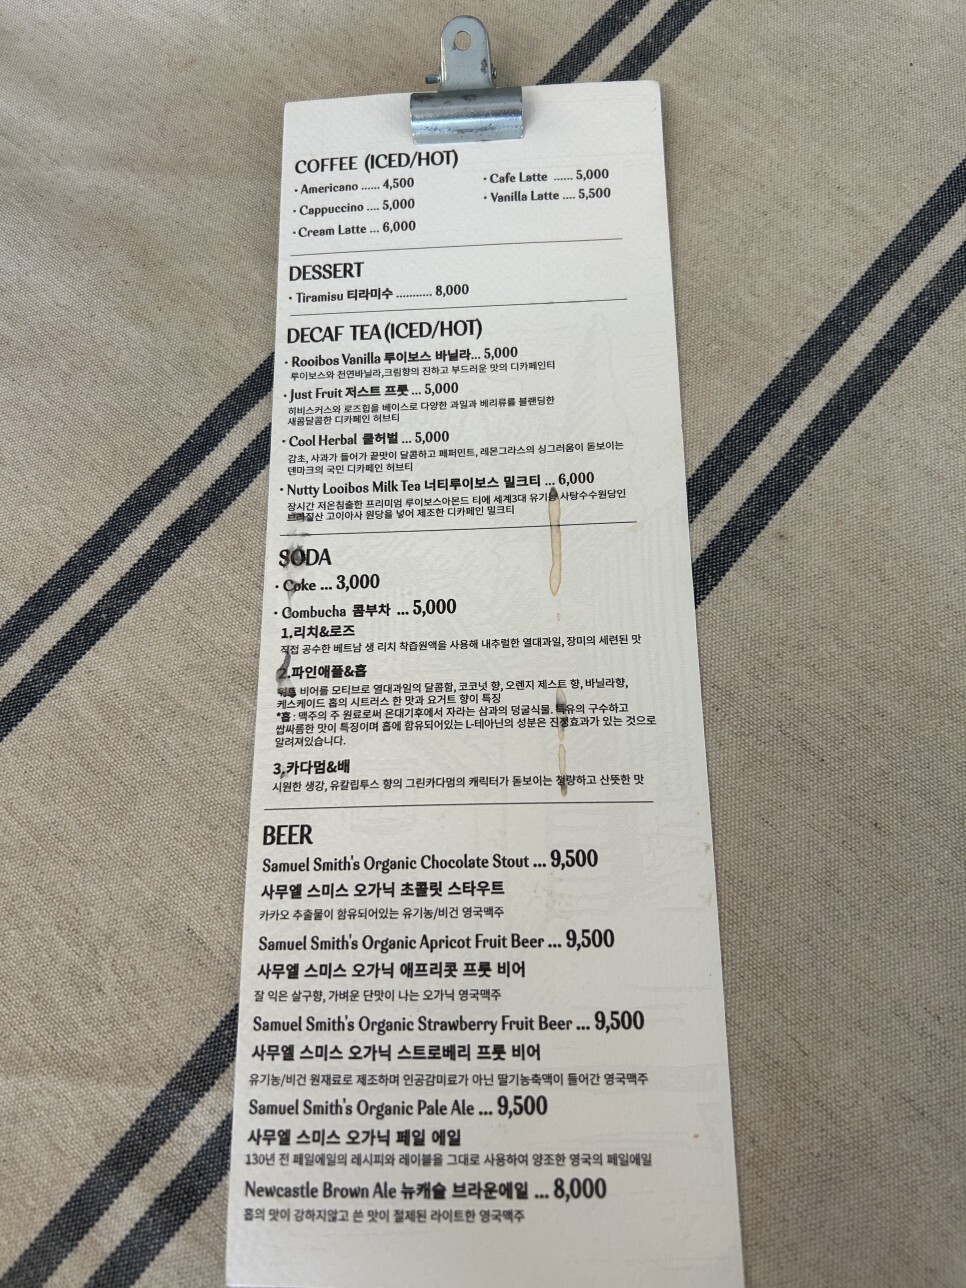 COFFEE (ICED/HOT)
· Americano ...... 4,500
· Cafe Latte ...... 5,000
· Cappuccino .... 5,000
· Vanilla Latte .... 5,500
· Cream Latte ... 6,000
DESSERT
· Tiramisu 티라미수 ........... 8,000
DECAF TEA (ICED/HOT)
· Rooibos Vanilla 루이보스 바닐라... 5,000
루이보스와 천연바닐라,크림향의 진하고 부드러운 맛의 디카페인티
· Just Fruit 저스트 프룻 ... 5,000
히비스커스와 로즈힙을 베이스로 다양한 과일과 베리류를 블랜딩한
새콤달콤한 디카페인 허브티
· Cool Herbal 쿨허벌 ... 5,000
감초, 사과가 들어가 끝맛이 달콤하고 페퍼민트, 레몬그라스의 싱그러움이 돋보이는
덴마크의 국민 디카페인 허브티
· Nutty Looibos Milk Tea 너티루이보스 밀크티 ... 6,000
장시간 저온침출한 프리미엄 루이보스아몬드 티에 세계3대 유기농 사탕수수원당인
브라질산 고이아사 원당을 넣어 제조한 디카페인 밀크티
SODA
· Coke ... 3,000
· Combucha 콤부차 ... 5,000
1.리치&로즈
직접 공수한 베트남 생 리치 착즙원액을 사용해 내추럴한 열대과일, 장미의 세련된 맛
2.파인애플&홉
비어를 모티브로 열대과일의 달콤함, 코코넛 향, 오렌지 제스트 향, 바닐라향,
케스케이드 홉의 시트러스 한 맛과 요거트 향이 특징
*홉 : 맥주의 주 원료로써 온대기후에서 자라는 삼과의 덩굴식물. 특유의 구수하고
쌉싸름한 맛이 특징이며 홉에 함유되어있는 L-테아닌의 성분은 진정효과가 있는 것으로
알려져있습니다.
3.카다멈&배
시원한 생강, 유칼립투스 향의 그린카다멈의 캐릭터가 돋보이는 청량하고 산뜻한 맛
BEER
Samuel Smith's Organic Chocolate Stout ... 9,500
사무엘 스미스 오가닉 초콜릿 스타우트
카카오 추출물이 함유되어있는 유기농/비건 영국맥주
Samuel Smith's Organic Apricot Fruit Beer ... 9,500
사무엘 스미스 오가닉 애프리콧 프룻 비어
잘 익은 살구향, 가벼운 단맛이 나는 오가닉 영국맥주
Samuel Smith's Organic Strawberry Fruit Beer ... 9,500
사무엘 스미스 오가닉 스트로베리 프룻 비어
유기농/비건 원재료로 제조하며 인공감미료가 아닌 딸기농축액이 들어간 영국맥주
Samuel Smith's Organic Pale Ale ... 9,500
사무엘 스미스 오가닉 페일 에일
130년 전 페일에일의 레시피와 레이블을 그대로 사용하여 양조한 영국의 페일에일
Newcastle Brown Ale 뉴캐슬 브라운에일 ... 8,000
홉의 맛이 강하지않고 쓴 맛이 절제된 라이트한 영국맥주